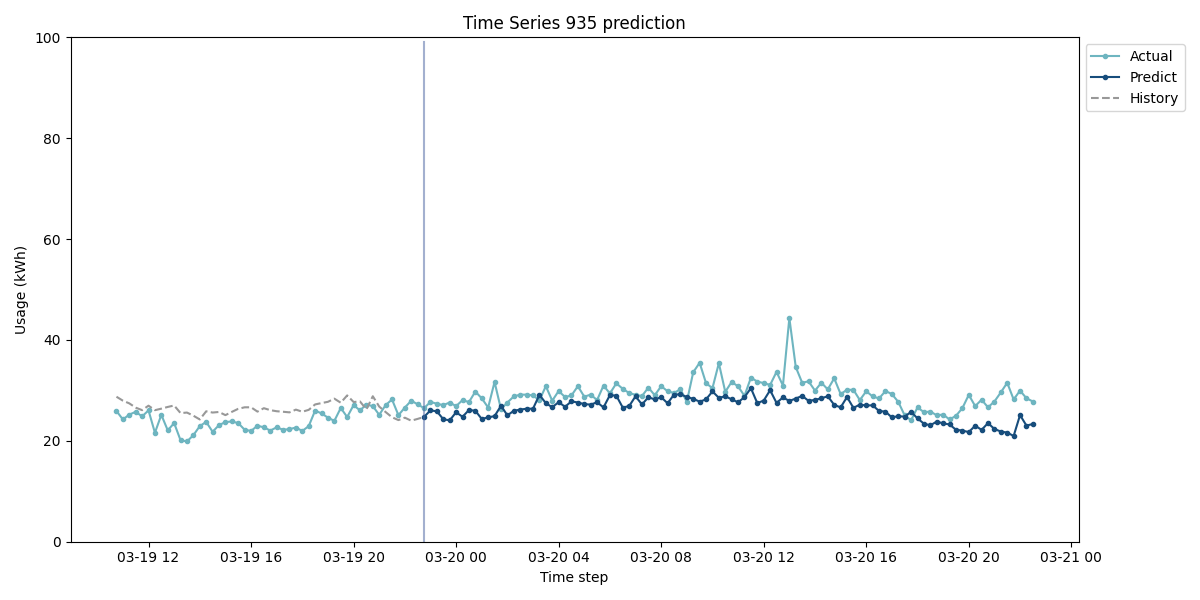 Time Series 935 prediction
100
80
60
40
20
0
Usage (kWh)
03-19 12
03-19 16
03-19 20
03-20 00
03-20 04
03-20 08
03-20 12
03-20 16
03-20 20
03-21 00
Time step
Actual
Predict
History